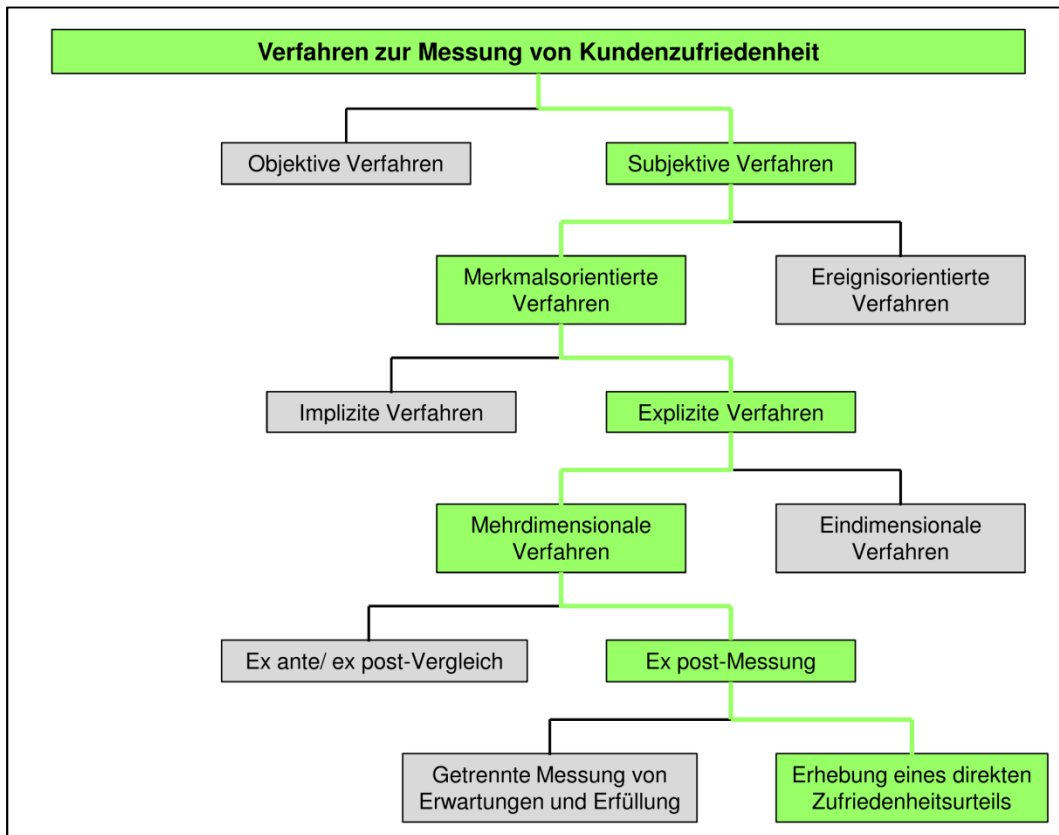 Verfahren zur Messung von Kundenzufriedenheit
Objektive Verfahren
Subjektive Verfahren
Merkmalsorientierte
Verfahren
Ereignisorientierte
Verfahren
Implizite Verfahren
Explizite Verfahren
Mehrdimensionale
Verfahren
Eindimensionale
Verfahren
Ex ante/ ex post-Vergleich
Ex post-Messung
Getrennte Messung von
Erwartungen und Erfüllung
Erhebung eines direkten
Zufriedenheitsurteils